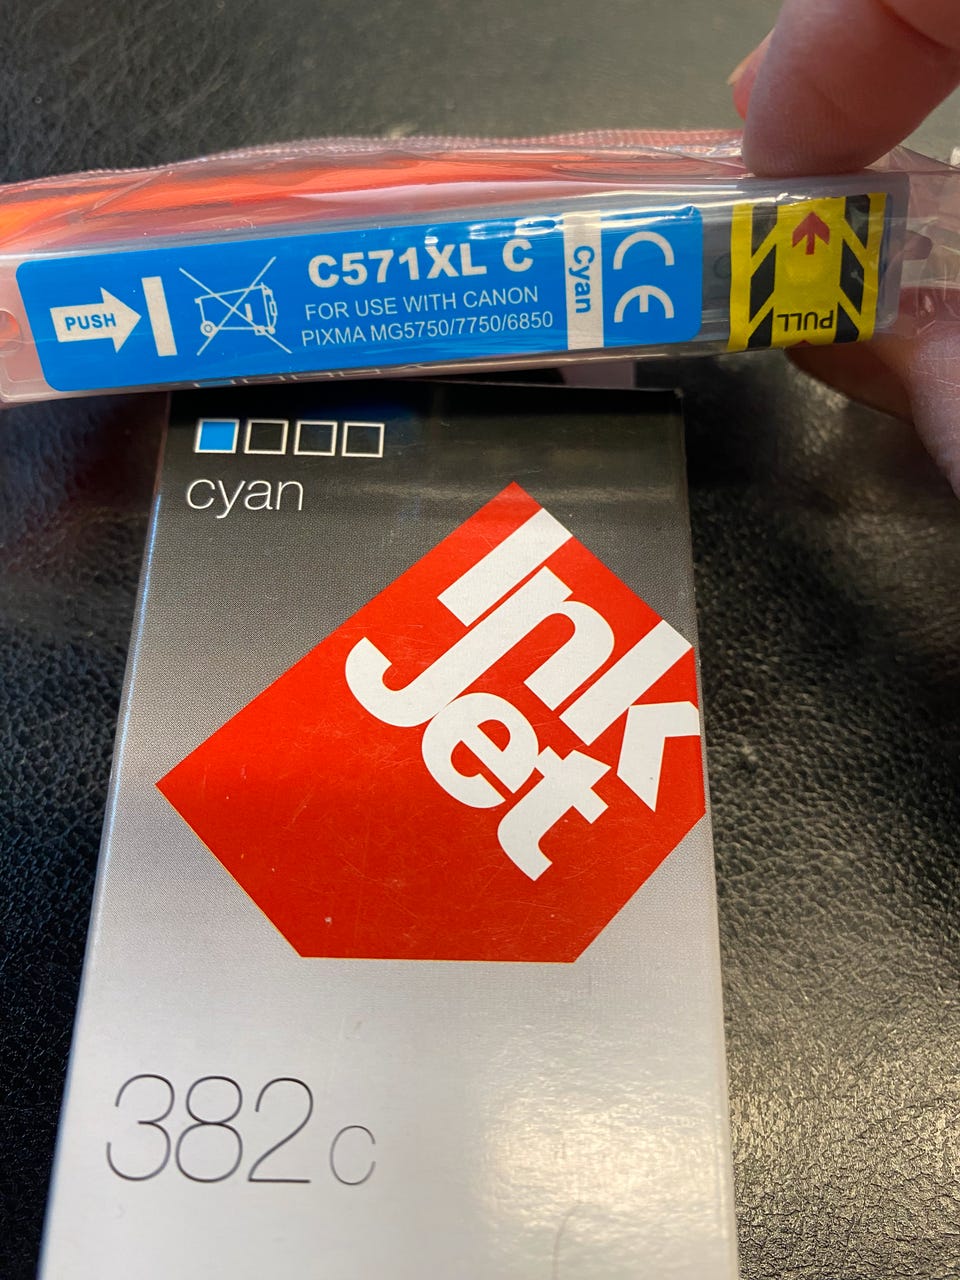 PUSH
C571XL C
FOR USE WITH CANON
PIXMA MG5750/7750/6850
Cyan
CE
PULL
cyan
Ink
Jet
382c